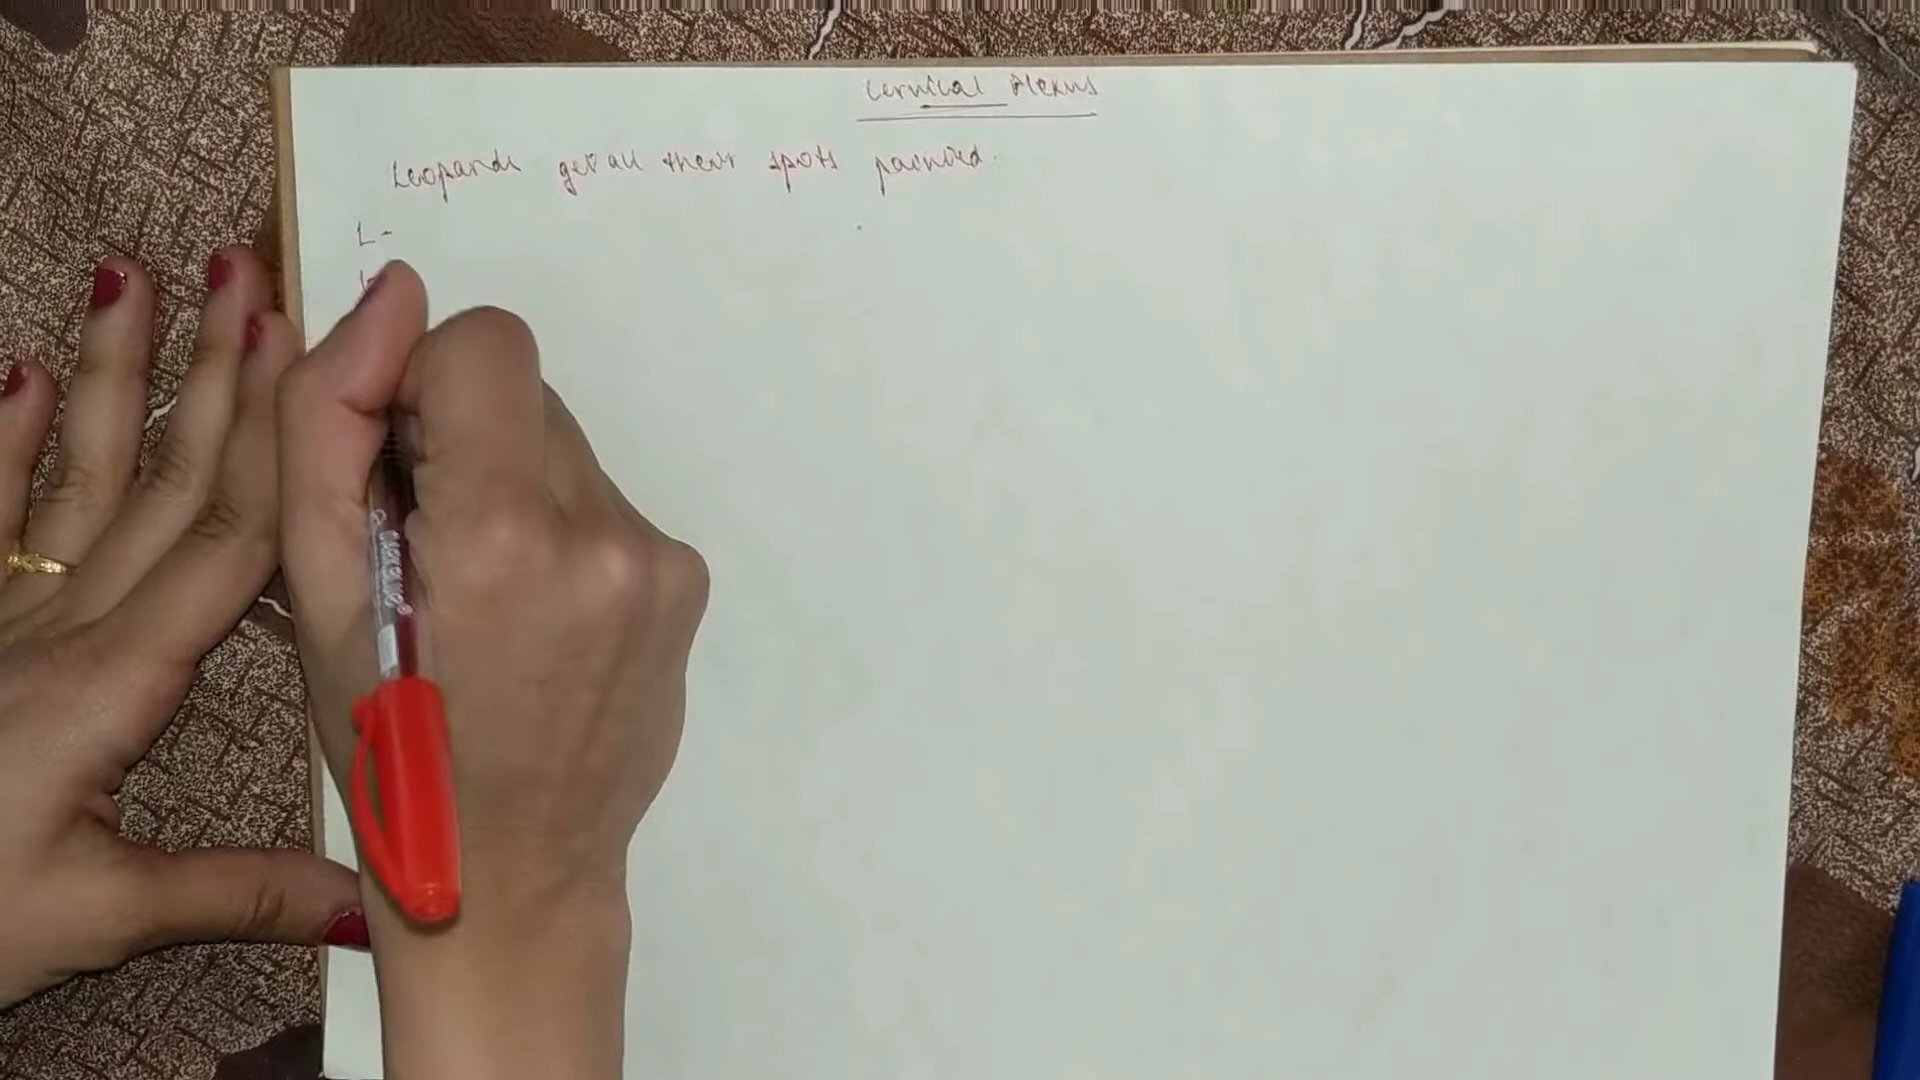 Cervical Plexus
Leopards get all their spots painted.
L -
G